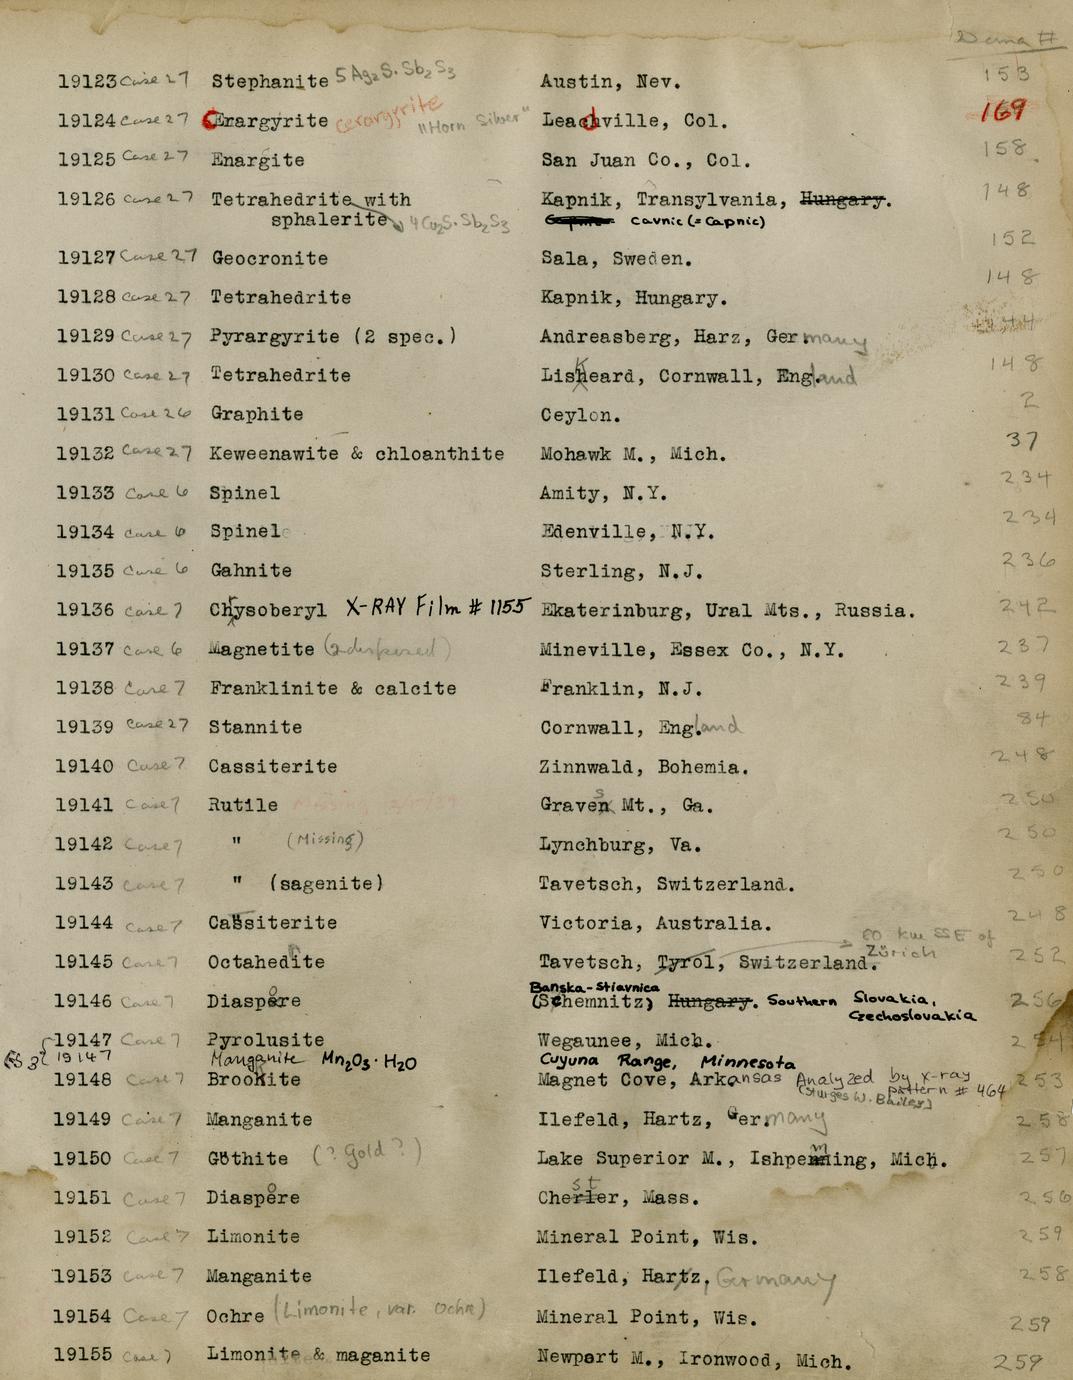 Dana #
19123 Case 27 Stephanite 5Ag2S·Sb2S3 Austin, Nev. 153
19124 Case 27 Cerargyrite cerargyrite "Horn Silver" Leadville, Col. 169
19125 Case 27 Enargite San Juan Co., Col. 158
19126 Case 27 Tetrahedrite with Kapnik, Transylvania, Hungary. 148
sphalerite 4Cu2S·Sb2S3 Cavnic (=Capnic)
19127 Case 27 Geocronite Sala, Sweden. 152
19128 Case 27 Tetrahedrite Kapnik, Hungary. 148
19129 Case 27 Pyrargyrite (2 spec.) Andreasberg, Harz, Germany 144
19130 Case 27 Tetrahedrite Liskeard, Cornwall, England 148
19131 Case 26 Graphite Ceylon. 2
19132 Case 27 Keweenawite & chloanthite Mohawk M., Mich. 37
19133 Case 6 Spinel Amity, N.Y. 234
19134 Case 6 Spinel Edenville, N.Y. 234
19135 Case 6 Gahnite Sterling, N.J. 236
19136 Case 7 Chrysoberyl X-RAY Film # 1155 Ekaterinburg, Ural Mts., Russia. 242
19137 Case 6 Magnetite Mineville, Essex Co., N.Y. 237
19138 Case 7 Franklinite & calcite Franklin, N.J. 239
19139 Case 27 Stannite Cornwall, England 84
19140 Case 7 Cassiterite Zinnwald, Bohemia. 248
19141 Case 7 Rutile Graves Mt., Ga. 250
19142 Case 7 " (Missing) Lynchburg, Va. 250
19143 Case 7 " (sagenite) Tavetsch, Switzerland. 250
19144 Case 7 Cassiterite Victoria, Australia. 248
60 km SSE of
Zürich
19145 Case 7 Octahedrite Tavetsch, Tyrol, Switzerland. 252
Banska-Stiavnica
19146 Case 7 Diaspore (Schemnitz) Hungary. Southern Slovakia, 256
Czechoslovakia
19147 Case 7 Pyrolusite Wegaunee, Mich. 254
19147 Manganite Mn2O3·H2O Cuyuna Range, Minnesota
19148 Case 7 Brookite Magnet Cove, Arkansas Analyzed by x-ray 253
pattern # 464
(Sturges W. Bailey)
19149 Case 7 Manganite Ilefeld, Hartz, Germany 258
19150 Case 7 Göthite (? Gold ?) Lake Superior M., Ishpeming, Mich. 257
19151 Case 7 Diaspore Chester, Mass. 256
19152 Case 7 Limonite Mineral Point, Wis. 259
19153 Case 7 Manganite Ilefeld, Hartz, Germany 258
19154 Case 7 Ochre (Limonite, var. Ochre) Mineral Point, Wis. 259
19155 Case 7 Limonite & maganite Newport M., Ironwood, Mich. 259